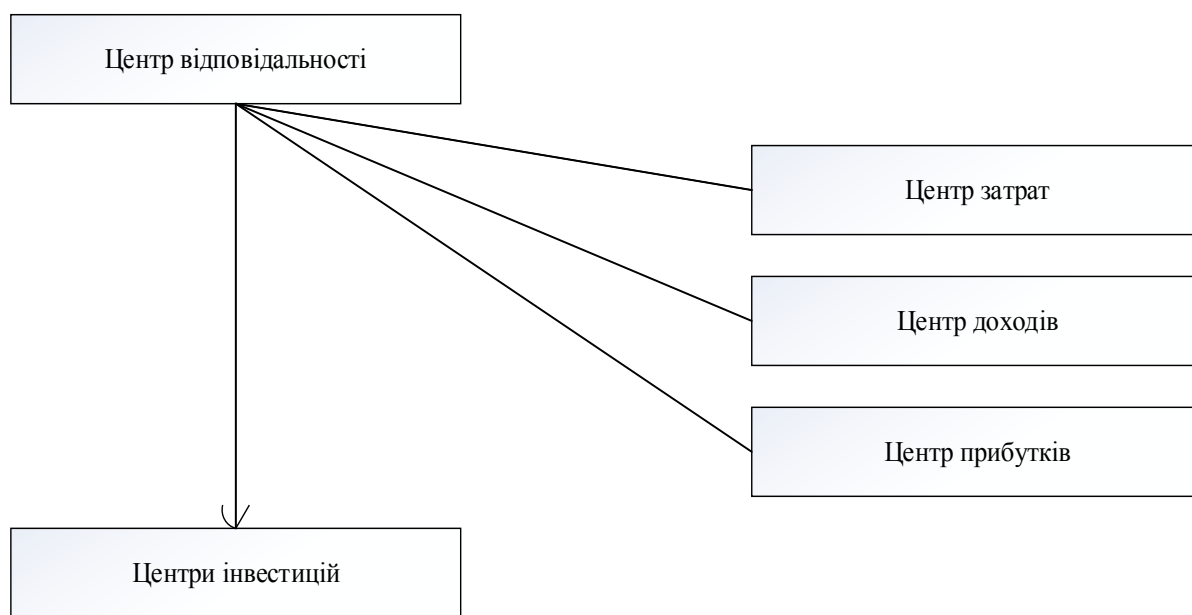 Центр відповідальності
Центр затрат
Центр доходів
Центр прибутків
Центри інвестицій